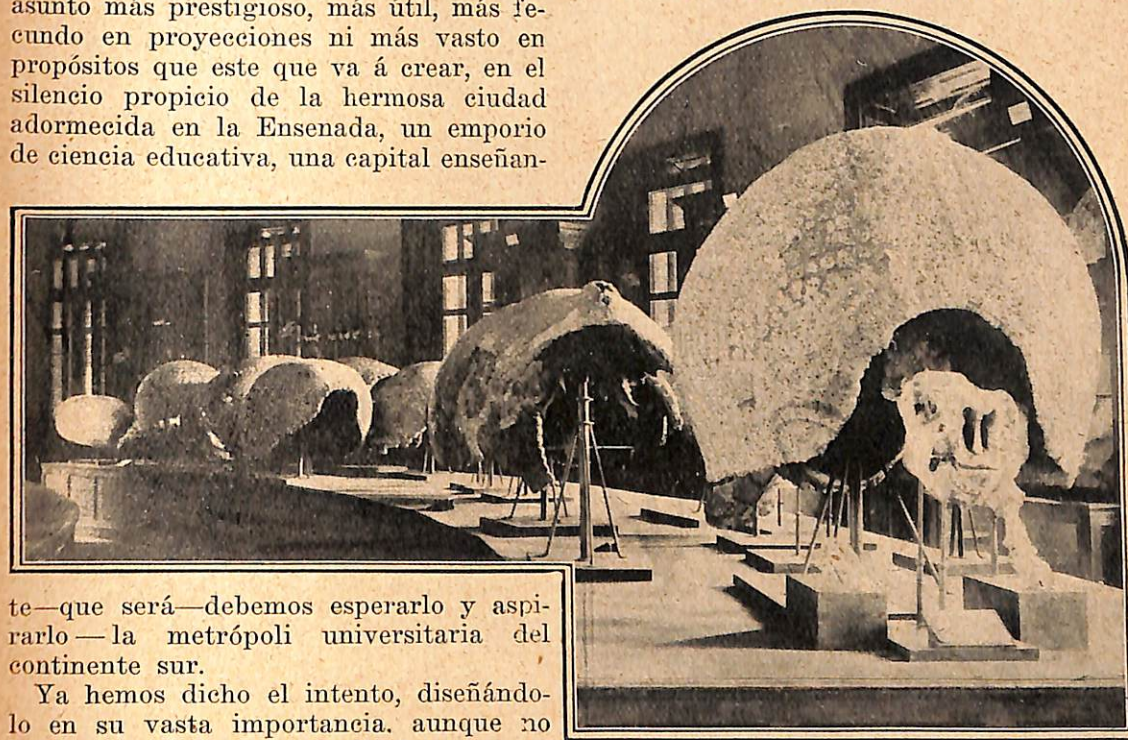 asunto más prestigioso, más útil, más fe-
cundo en proyecciones ni más vasto en
propósitos que este que va á crear, en el
silencio propicio de la hermosa ciudad
adormecida en la Ensenada, un emporio
de ciencia educativa, una capital enseñan-
te—que será—debemos esperarlo y aspi-
rarlo — la metrópoli universitaria del
continente sur.
Ya hemos dicho el intento, diseñándo-
lo en su vasta importancia. aunque no